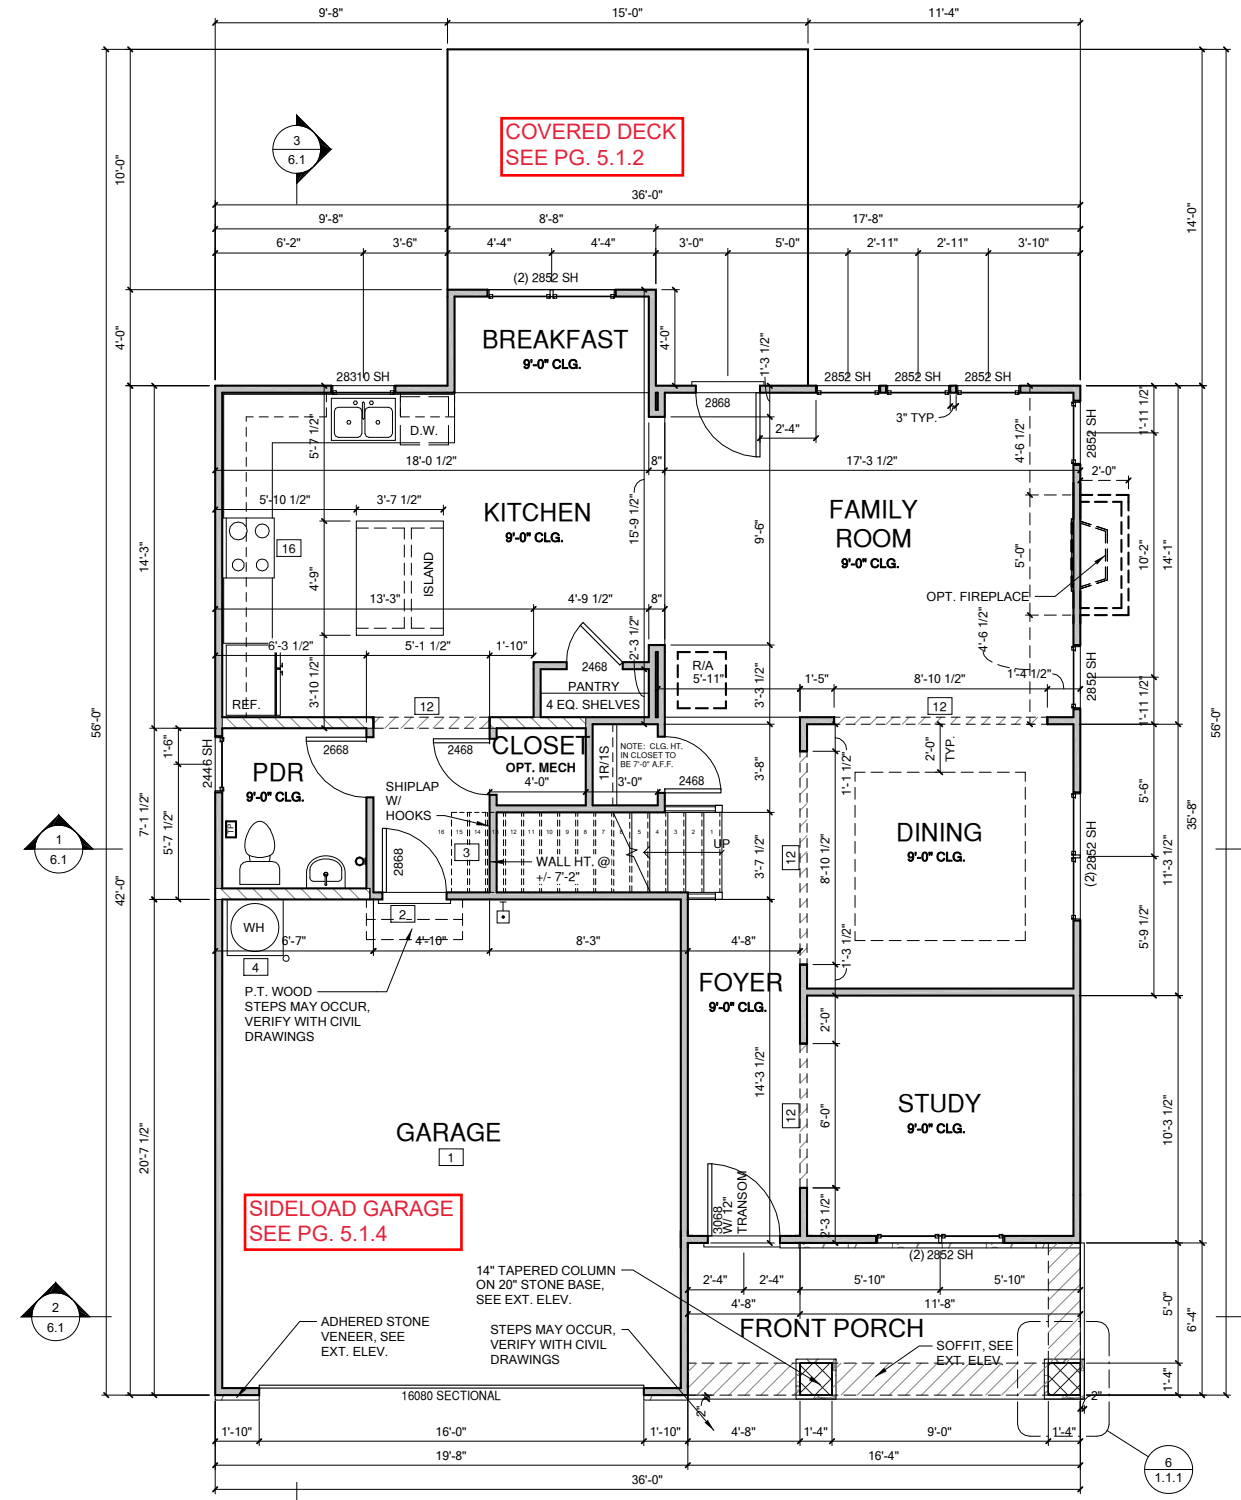 9'-8"
15'-0"
11'-4"
3
6.1
COVERED DECK
SEE PG. 5.1.2
10'-0"
14'-0"
36'-0"
9'-8"
8'-8"
17'-8"
6'-2"
3'-6"
4'-4"
4'-4"
3'-0"
5'-0"
2'-11"
2'-11"
3'-10"
(2) 2852 SH
4'-0"
BREAKFAST
9'-0" CLG.
4'-0"
1'-3 1/2"
28310 SH
2852 SH
2852 SH
2852 SH
2868
3" TYP.
2'-4"
D.W.
5'-7 1/2"
4'-6 1/2"
2852 SH
1'-11 1/2"
18'-0 1/2"
8"
17'-3 1/2"
2'-0"
5'-10 1/2"
3'-7 1/2"
KITCHEN
9'-0" CLG.
15'-9 1/2"
9'-6"
FAMILY
ROOM
9'-0" CLG.
16
4'-9"
ISLAND
14'-3"
5'-0"
10'-2"
14'-1"
OPT. FIREPLACE
13'-3"
4'-9 1/2"
8"
4'-6 1/2"
6'-3 1/2"
5'-1 1/2"
1'-10"
2'-3 1/2"
2468
R/A
5'-11"
3'-3 1/2"
1'-5"
8'-10 1/2"
1'-4 1/2"
2852 SH
1'-11 1/2"
PANTRY
4 EQ. SHELVES
REF.
3'-10 1/2"
12
12
56'-0"
56'-0"
1'-6"
2446 SH
2668
2468
CLOSET
OPT. MECH
1R/1S
NOTE: CLG. HT.
IN CLOSET TO
BE 7'-0" A.F.F.
2'-0"
TYP.
PDR
9'-0" CLG.
SHIPLAP
W/
HOOKS
4'-0"
3'-0"
2468
3'-8"
1'-1 1/2"
5'-6"
35'-8"
7'-1 1/2"
5'-7 1/2"
TP
16 15 14 13 12 11 10 9 8 7 6 5 4 3 2 1
UP
DINING
9'-0" CLG.
1
6.1
2868
3
WALL HT. @
+/- 7'-2"
3'-7 1/2"
12
8'-10 1/2"
(2) 2852 SH
11'-3 1/2"
42'-0"
WH
2
4
6'-7"
4'-10"
8'-3"
4'-8"
1'-3 1/2"
5'-9 1/2"
P.T. WOOD
STEPS MAY OCCUR,
VERIFY WITH CIVIL
DRAWINGS
FOYER
9'-0" CLG.
2'-0"
14'-3 1/2"
12
6'-0"
STUDY
9'-0" CLG.
10'-3 1/2"
GARAGE
1
20'-7 1/2"
SIDELOAD GARAGE
SEE PG. 5.1.4
3068
W/ 12"
TRANSOM
2'-3 1/2"
(2) 2852 SH
14" TAPERED COLUMN
ON 20" STONE BASE,
SEE EXT. ELEV.
2'-4"
2'-4"
5'-10"
5'-10"
4'-8"
11'-8"
5'-0"
6'-4"
2
6.1
ADHERED STONE
VENEER, SEE
EXT. ELEV.
STEPS MAY OCCUR,
VERIFY WITH CIVIL
DRAWINGS
FRONT PORCH
SOFFIT, SEE
EXT. ELEV.
1'-4"
16080 SECTIONAL
2"
2"
1'-10"
16'-0"
1'-10"
4'-8"
1'-4"
9'-0"
1'-4"
19'-8"
16'-4"
36'-0"
6
1.1.1